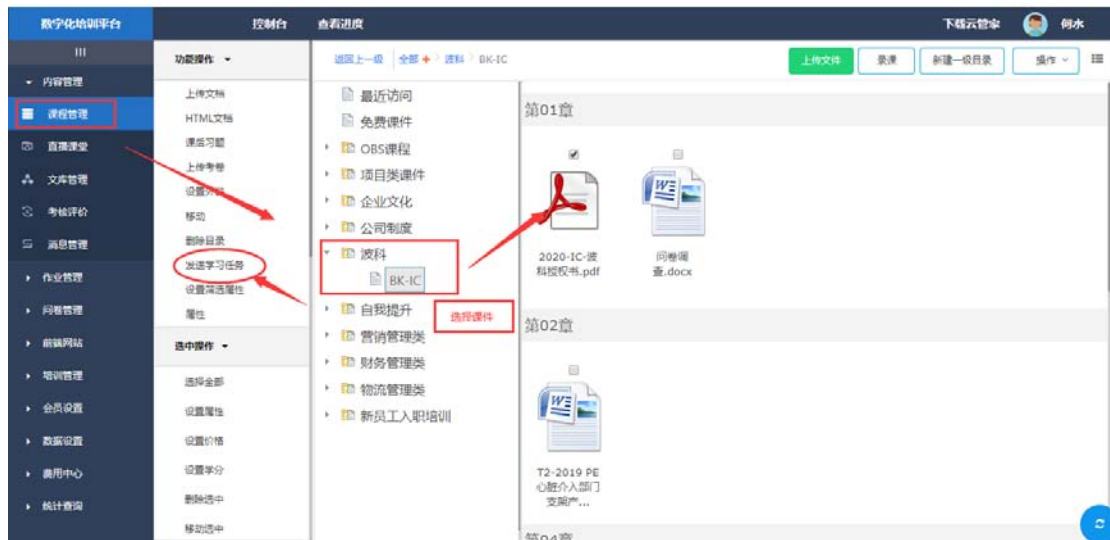 数字化培训平台
控制台
查看进度
下载云管家
何水
内容管理
课程管理
直播课堂
文库管理
考核评价
消息管理
作业管理
问卷管理
前端网站
培训管理
会员设置
数据设置
费用中心
统计查询
功能操作
上传文档
HTML文档
课后习题
上传考卷
移动
删除目录
发送学习任务
设置筛选属性
属性
选中操作
选择全部
设置属性
设置价格
设置学分
删除选中
移动选中
返回上一级 全部 + > 波科 > BK-IC
上传文件
录课
新建一级目录
操作
最近访问
免费课件
OBS课程
项目类课件
企业文化
公司制度
波科
BK-IC
自我提升
选择课件
营销管理类
财务管理类
物流管理类
新员工入职培训
第01章
2020-IC-波
科授权书.pdf
问卷调
查.docx
第02章
T2-2019 PE
心脏介入部门
支架产...
第04章